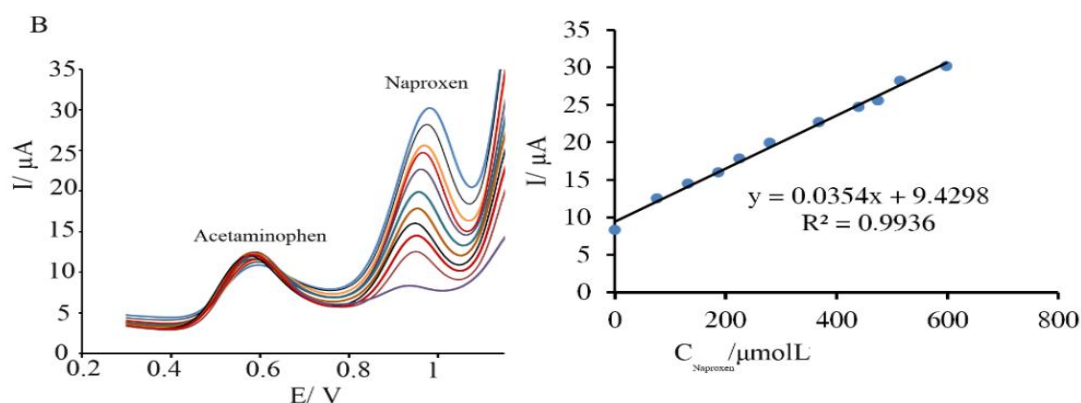 B
35
30
25
20
15
10
5
0
I/ μA
Acetaminophen
Naproxen
0.2
0.4
0.6
0.8
1
E/ V
35
30
25
20
15
10
5
0
I/ μA
y = 0.0354x + 9.4298
R² = 0.9936
0
200
400
600
800
C Naproxen/μmolL